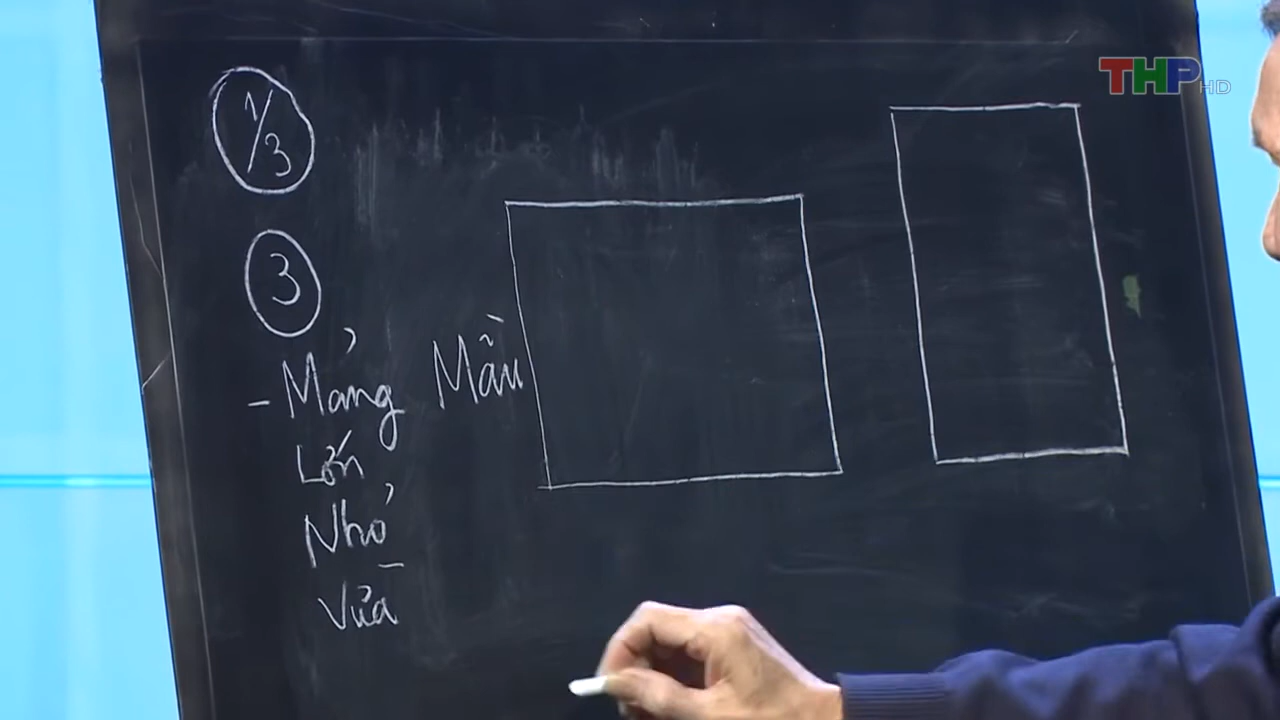 THP HD
1/3
3
- Mảng Mầu
Lớn
Nhỏ
Vừa